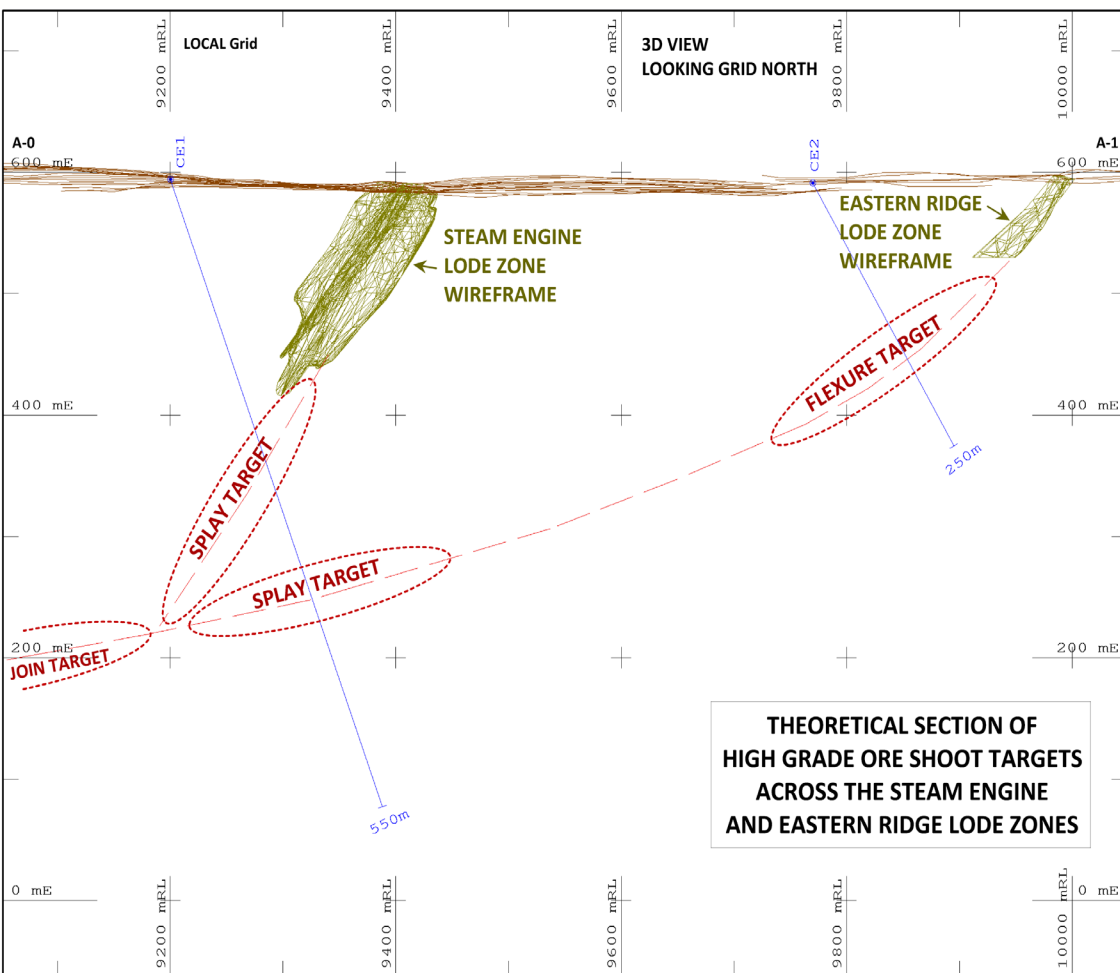 9200 mRL
9400 mRL
9600 mRL
9800 mRL
10000 mRL
LOCAL Grid
3D VIEW
LOOKING GRID NORTH
A-0
CE1
CE2
A-1
600 mE
600 mE
STEAM ENGINE
LODE ZONE
WIREFRAME
EASTERN RIDGE
LODE ZONE
WIREFRAME
FLEXURE TARGET
400 mE
400 mE
250m
SPLAY TARGET
SPLAY TARGET
JOIN TARGET
200 mE
200 mE
550m
THEORETICAL SECTION OF
HIGH GRADE ORE SHOOT TARGETS
ACROSS THE STEAM ENGINE
AND EASTERN RIDGE LODE ZONES
0 mE
0 mE
9200 mRL
9400 mRL
9600 mRL
9800 mRL
10000 mRL